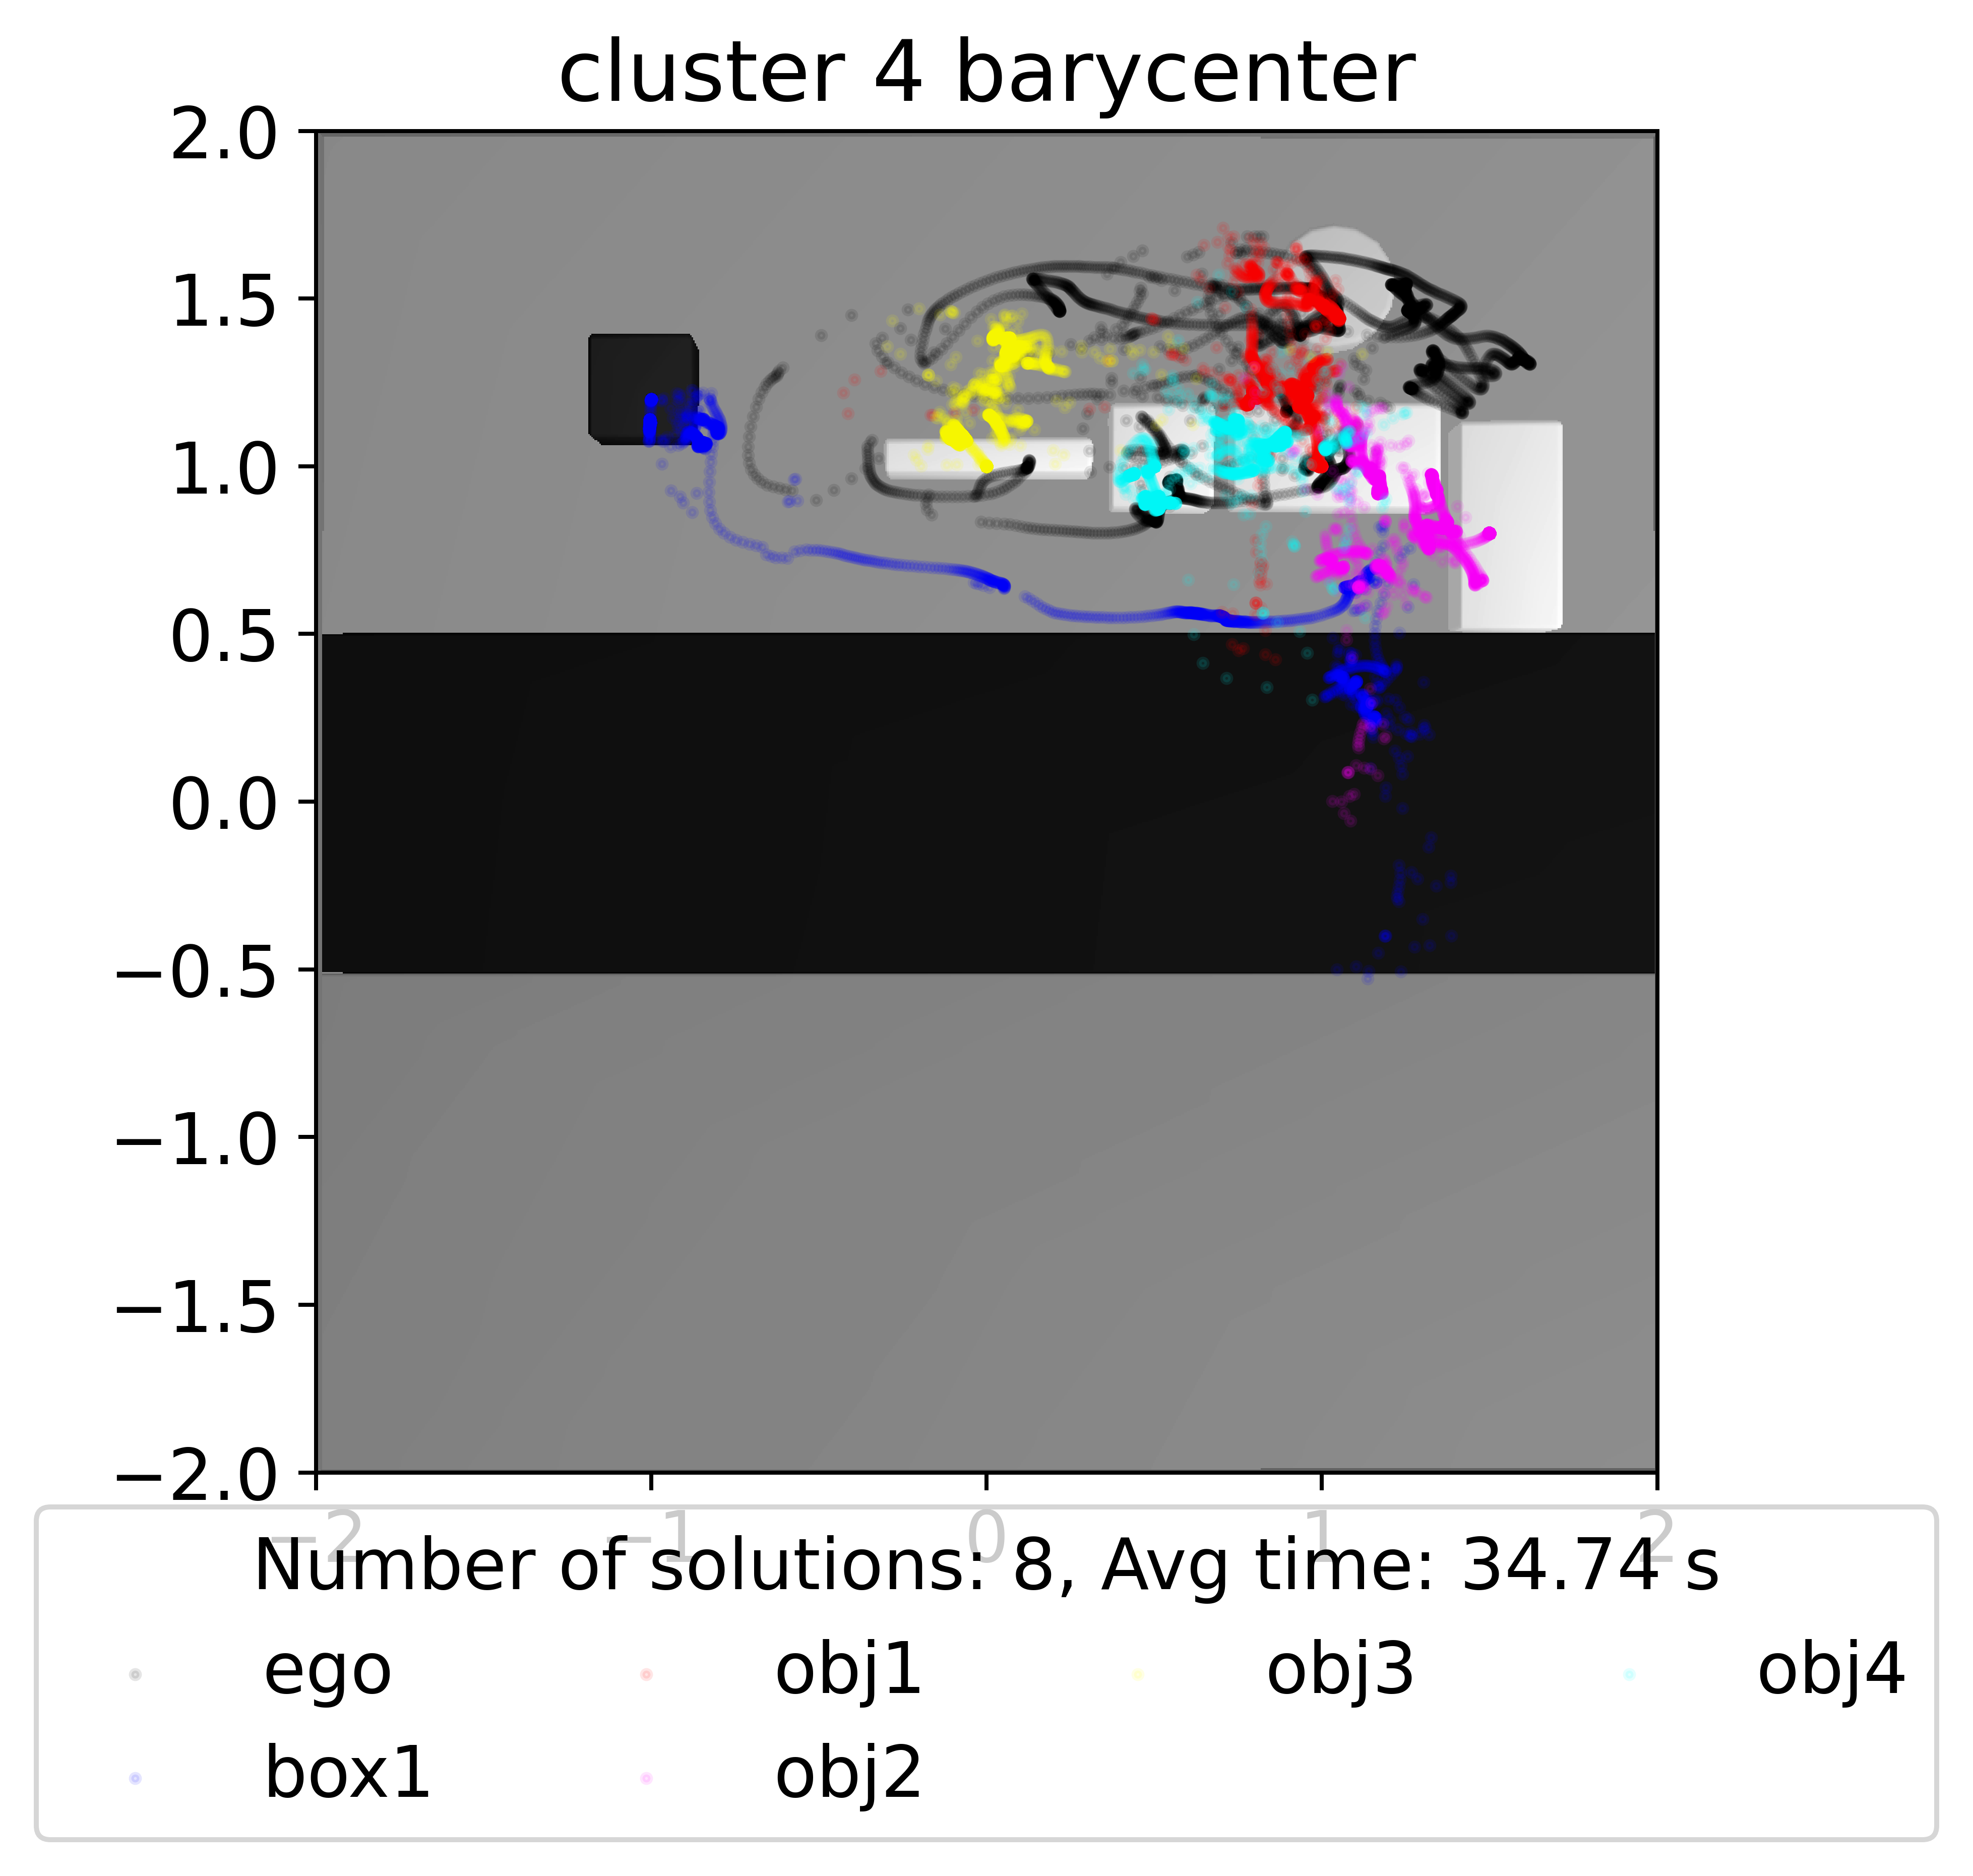 cluster 4 barycenter
2.0
1.5
1.0
0.5
0.0
−0.5
−1.0
−1.5
−2.0
−2 −1 0 1 2
Number of solutions: 8, Avg time: 34.74 s
ego obj1 obj3 obj4
box1 obj2